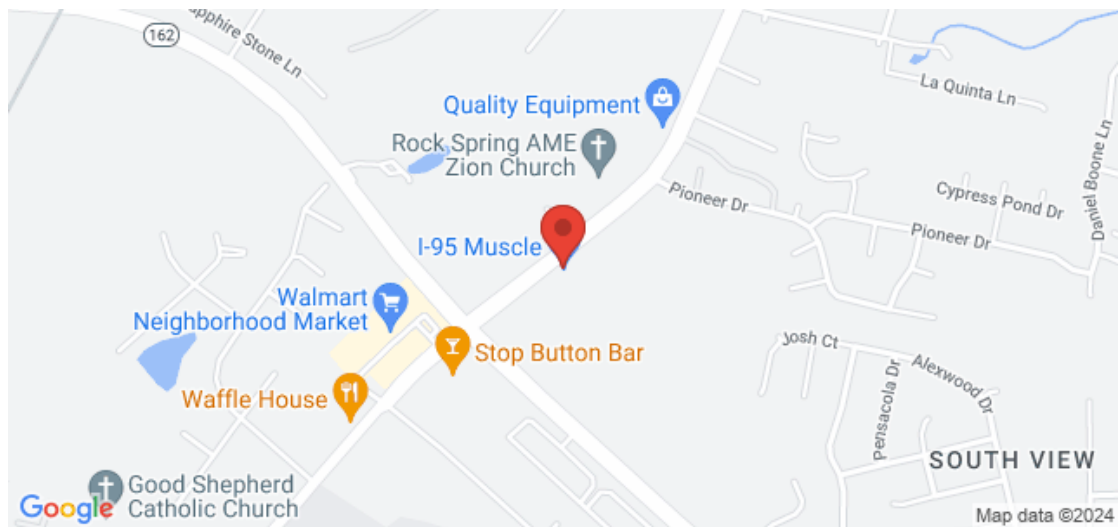 162
Sapphire Stone Ln
La Quinta Ln
Quality Equipment
Rock Spring AME
Zion Church
Daniel Boone Ln
Pioneer Dr
Cypress Pond Dr
Pioneer Dr
I-95 Muscle
Walmart
Neighborhood Market
Stop Button Bar
Josh Ct
Alexwood Dr
Pensacola Dr
Waffle House
SOUTH VIEW
Good Shepherd
Catholic Church
Google
Map data ©2024